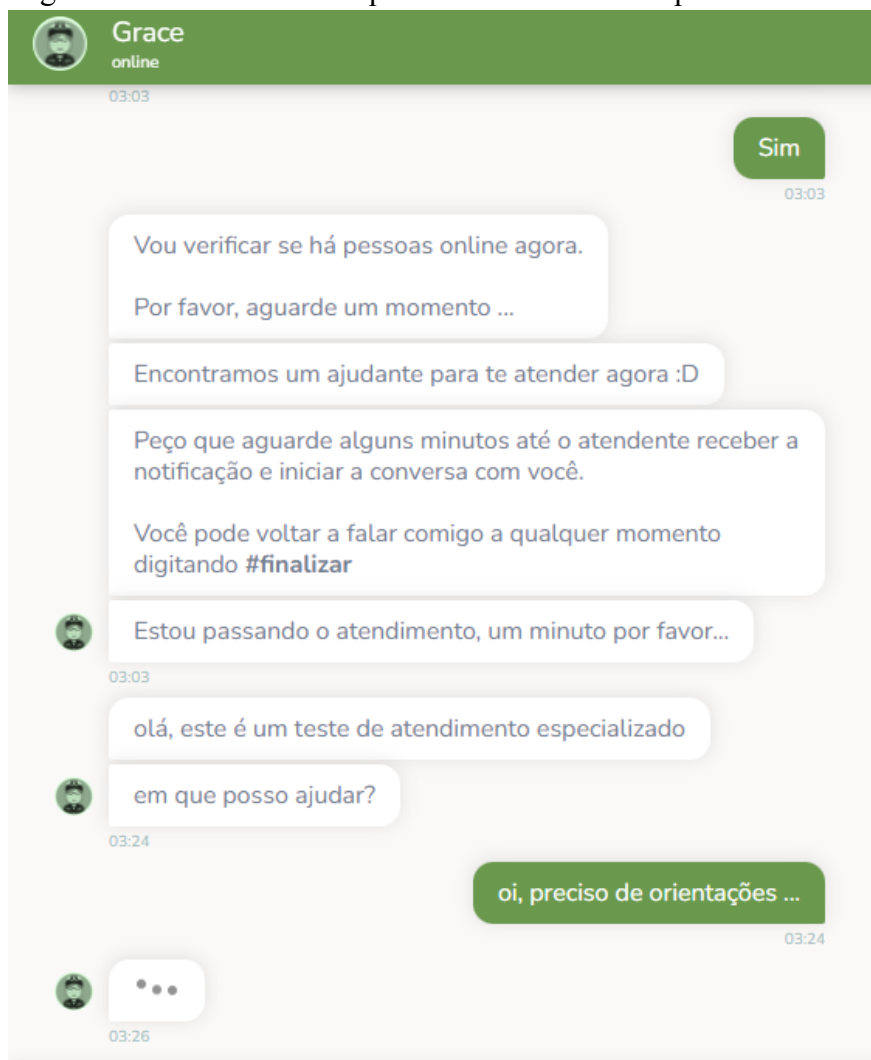 Grace
online
03:03
Sim
03:03
Vou verificar se há pessoas online agora.
Por favor, aguarde um momento ...
Encontramos um ajudante para te atender agora :D
Peço que aguarde alguns minutos até o atendente receber a
notificação e iniciar a conversa com você.
Você pode voltar a falar comigo a qualquer momento
digitando #finalizar
Estou passando o atendimento, um minuto por favor...
03:03
olá, este é um teste de atendimento especializado
em que posso ajudar?
03:24
oi, preciso de orientações ...
03:24
03:26